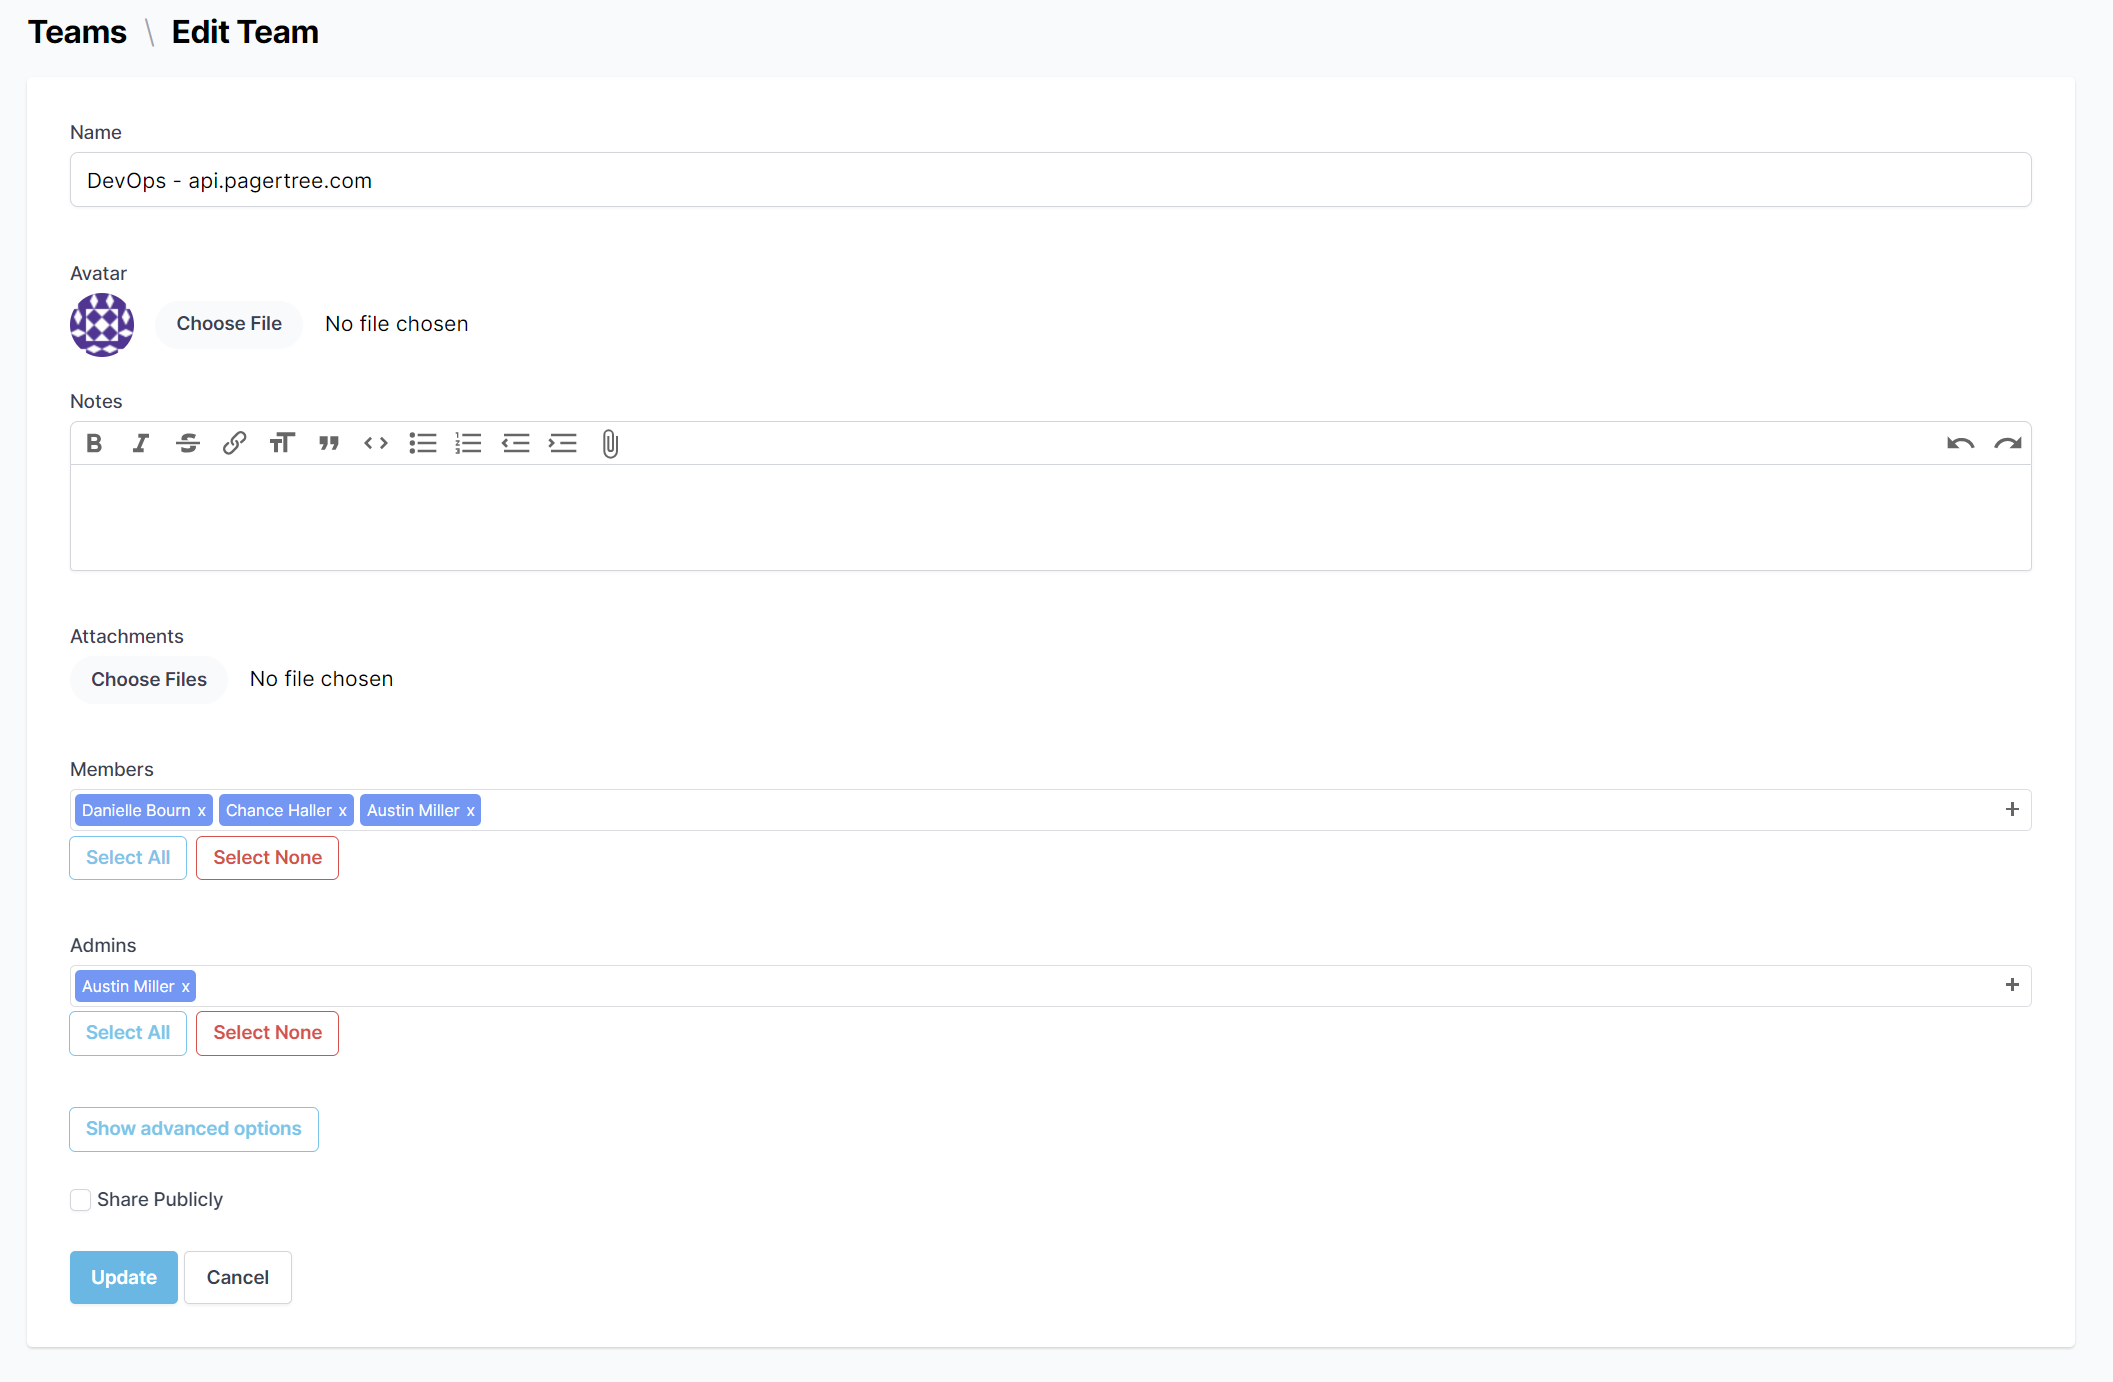 Teams \ Edit Team
Name
DevOps - api.pagertree.com
Avatar
Choose File No file chosen
Notes
Attachments
Choose Files No file chosen
Members
Danielle Bourn x Chance Haller x Austin Miller x +
Select All Select None
Admins
Austin Miller x +
Select All Select None
Show advanced options
Share Publicly
Update Cancel